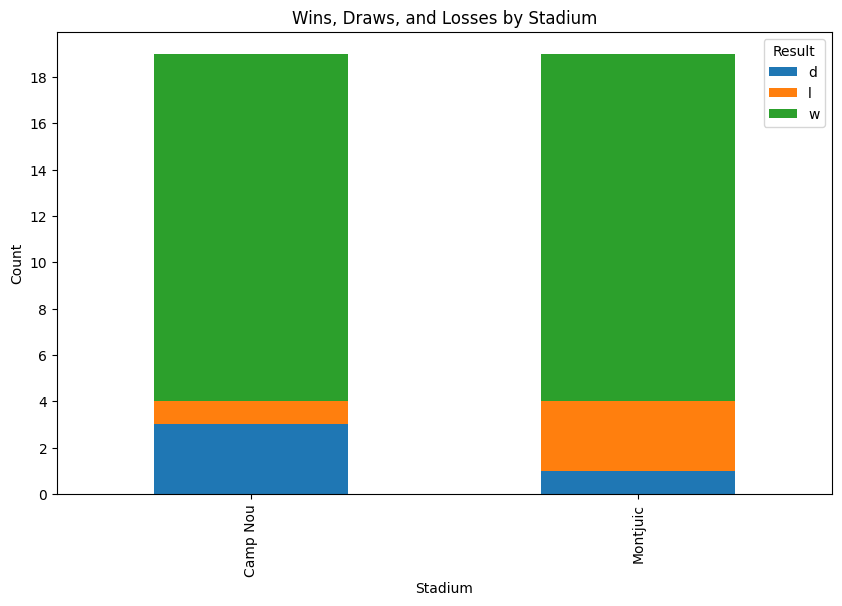 Wins, Draws, and Losses by Stadium
Result
d
l
w
Count
18
16
14
12
10
8
6
4
2
0
Camp Nou
Montjuic
Stadium